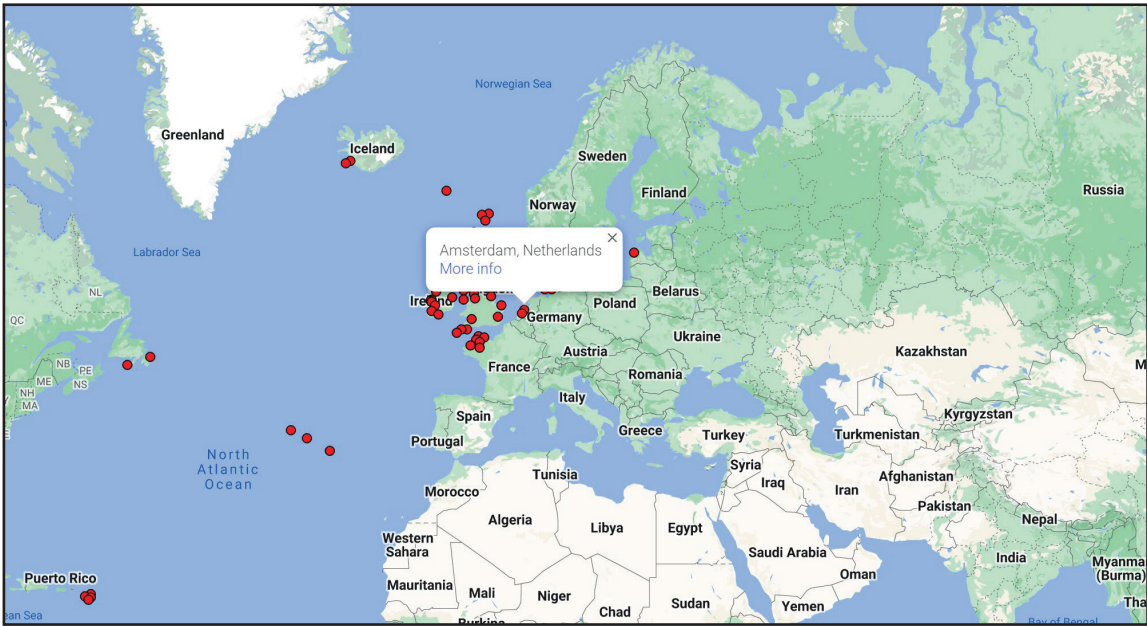 Norwegian Sea
Greenland
Iceland
Sweden
Finland
Russia
Norway
Labrador Sea
Amsterdam, Netherlands
More info
NL
QC
Belarus
Poland
Germany
Ukraine
NB
PE
ME
NS
NH
MA
Austria
France
Romania
Kazakhstan
Italy
Kyrgyzstan
Spain
Greece
Turkey
Turkmenistan
Portugal
North
Atlantic
Ocean
Tunisia
Syria
Iraq
Iran
Afghanistan
Morocco
Pakistan
Algeria
Libya
Egypt
Nepal
Western
Sahara
Saudi Arabia
India
Myanmar
(Burma)
Oman
Puerto Rico
Mauritania
Mali
Niger
Chad
Sudan
Yemen
Bay of Bengal